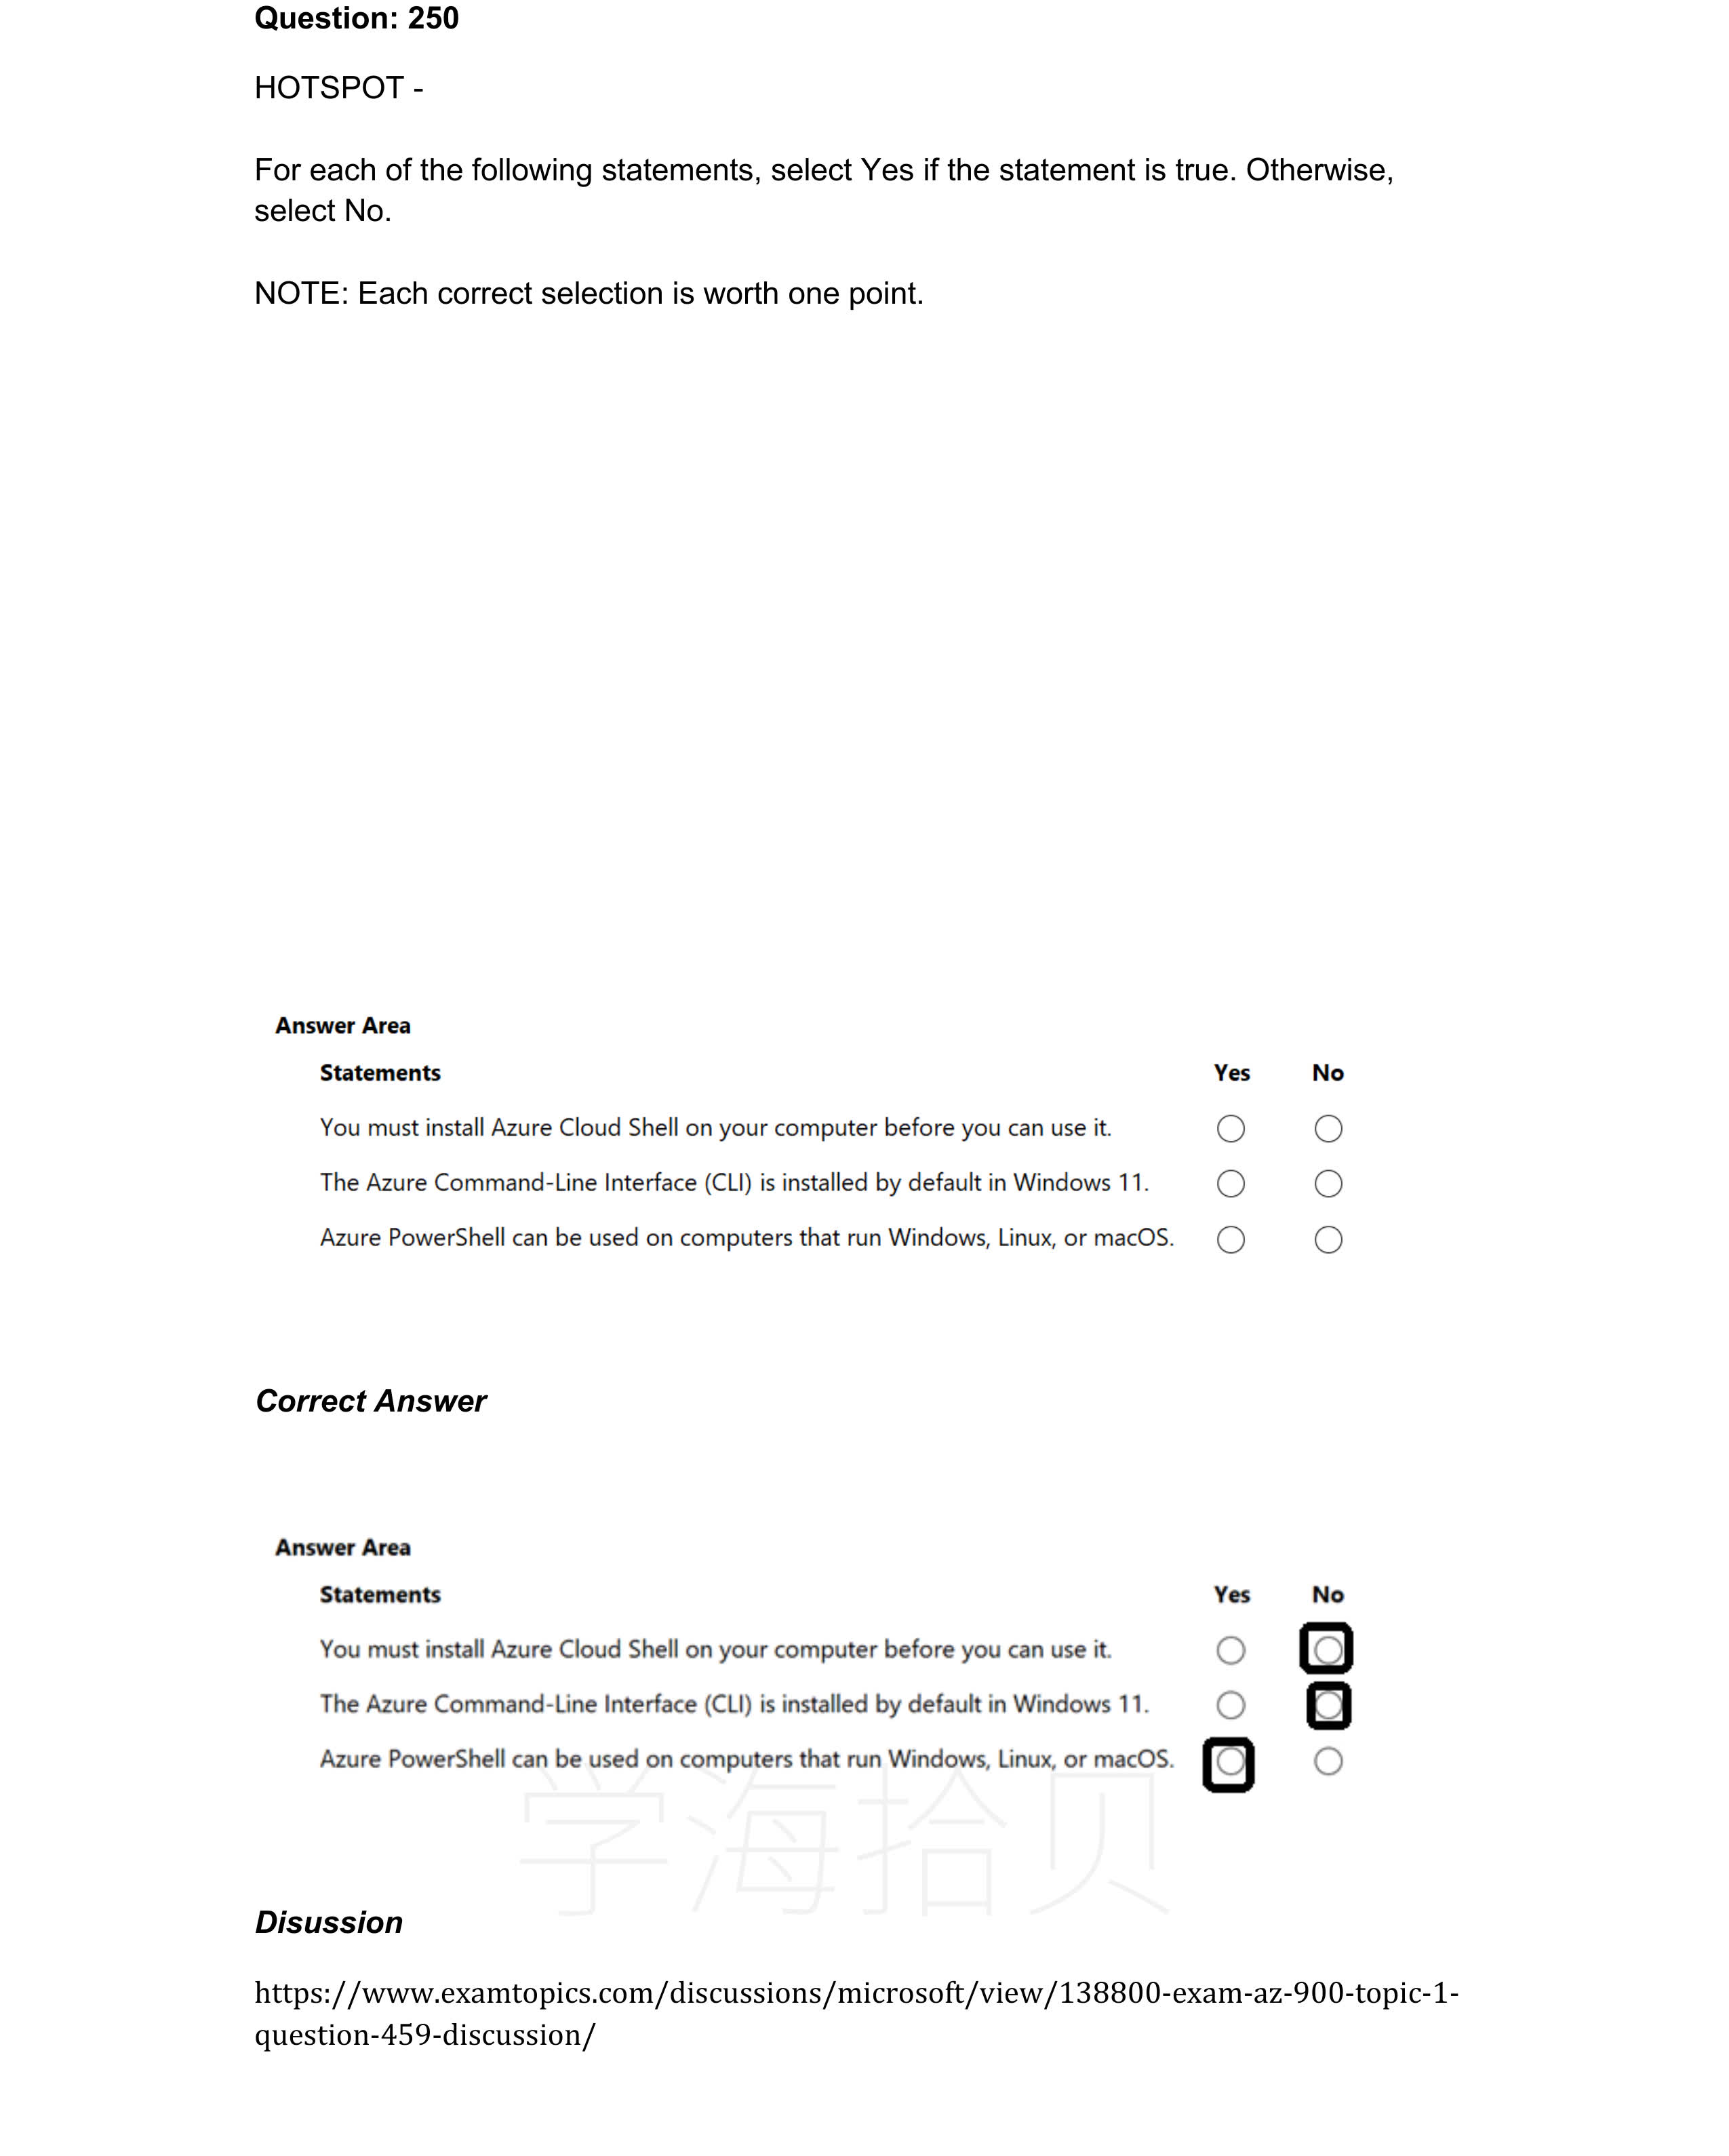 Question: 250
HOTSPOT -
For each of the following statements, select Yes if the statement is true. Otherwise,
select No.
NOTE: Each correct selection is worth one point.
Answer Area
Statements Yes No
You must install Azure Cloud Shell on your computer before you can use it.
The Azure Command-Line Interface (CLI) is installed by default in Windows 11.
Azure PowerShell can be used on computers that run Windows, Linux, or macOS.
Correct Answer
Answer Area
Statements Yes No
You must install Azure Cloud Shell on your computer before you can use it.
The Azure Command-Line Interface (CLI) is installed by default in Windows 11.
Azure PowerShell can be used on computers that run Windows, Linux, or macOS.
学海拾贝
Disussion
https://www.examtopics.com/discussions/microsoft/view/138800-exam-az-900-topic-1-
question-459-discussion/